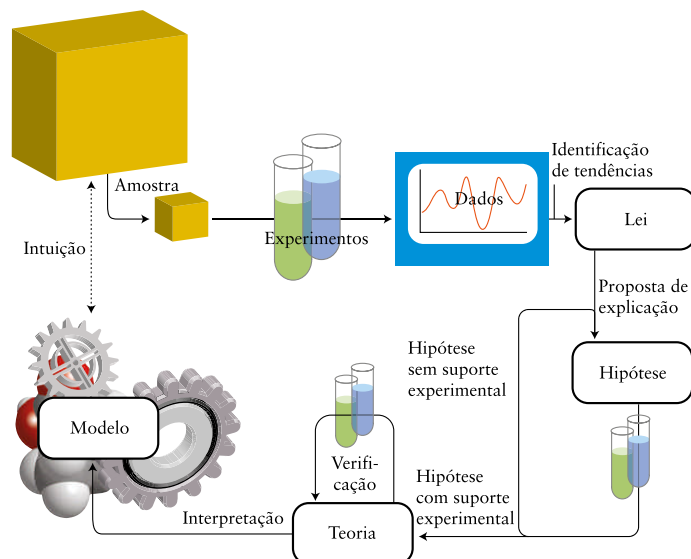 Amostra
Intuição
Experimentos
Dados
Identificação
de tendências
Lei
Proposta de
explicação
Hipótese
sem suporte
experimental
Hipótese
Hipótese
com suporte
experimental
Verifi-
cação
Teoria
Interpretação
Modelo